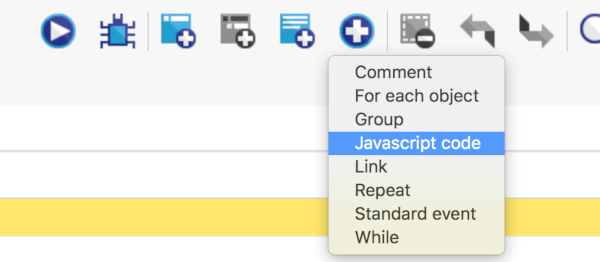 Comment
For each object
Group
Javascript code
Link
Repeat
Standard event
While